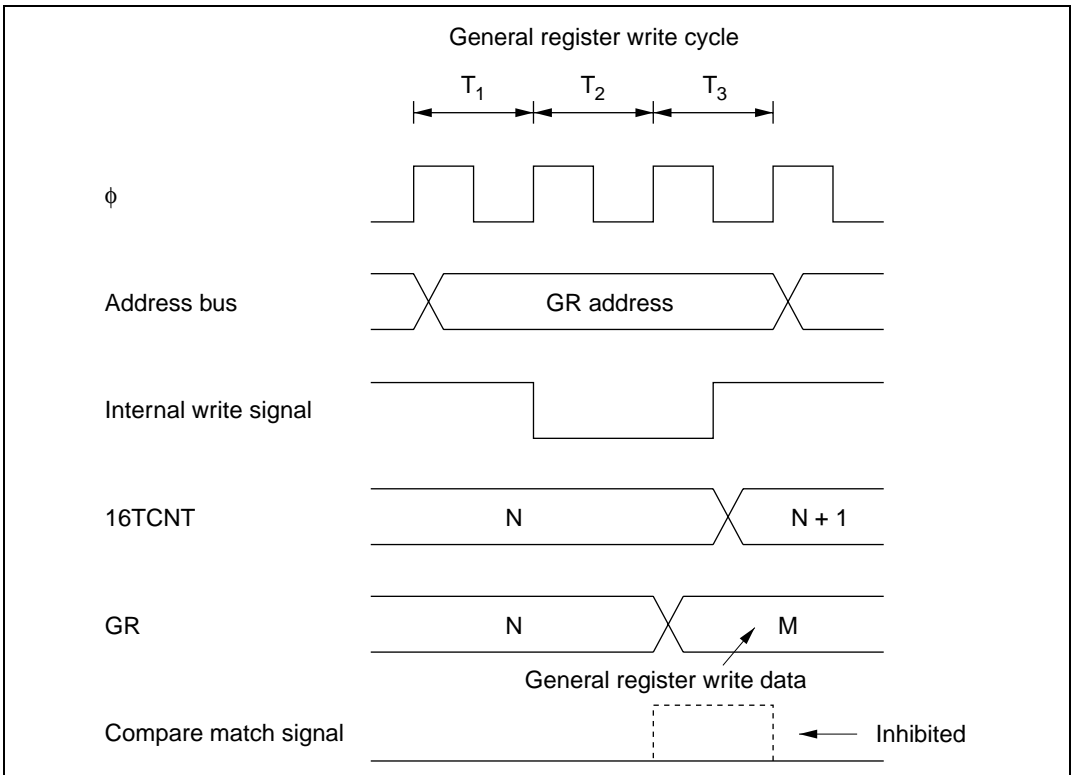 General register write cycle
T1 T2 T3
φ
Address bus GR address
Internal write signal
16TCNT N N + 1
GR N M
General register write data
Compare match signal Inhibited